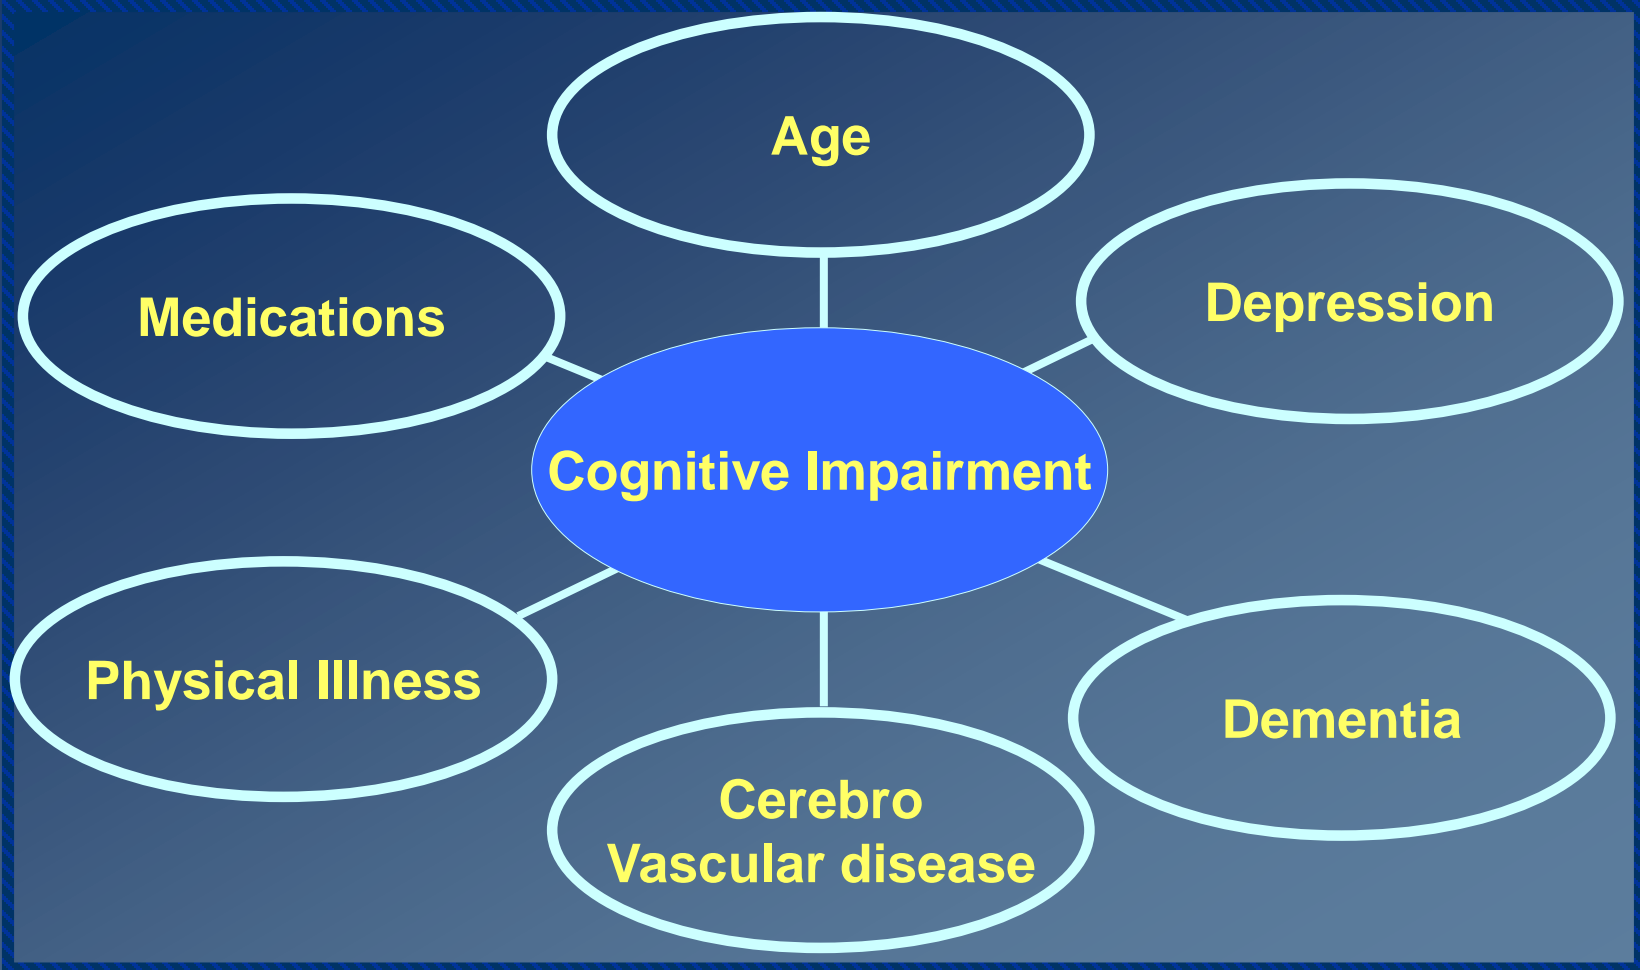 Age
Medications
Depression
Cognitive Impairment
Physical Illness
Dementia
Cerebro
Vascular disease